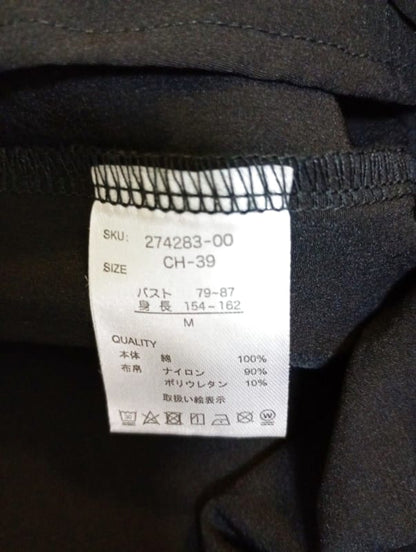 SKU: 274283-00
SIZE CH-39
バスト 79~87
身長 154~162
M
QUALITY
本体 綿 100%
布帛 ナイロン 90%
ポリウレタン 10%
取扱い絵表示